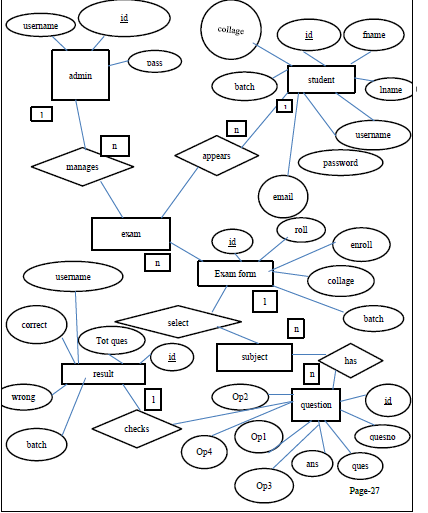 username
id
collage
id
fname
admin
pass
student
batch
lname
1
1
username
n
n
manages
appears
password
email
exam
roll
id
enroll
n
username
Exam form
collage
1
batch
correct
select
n
Tot ques
id
subject
has
result
n
wrong
1
Op2
id
question
checks
batch
Op4
Op1
quesno
ans
ques
Op3
Page-27